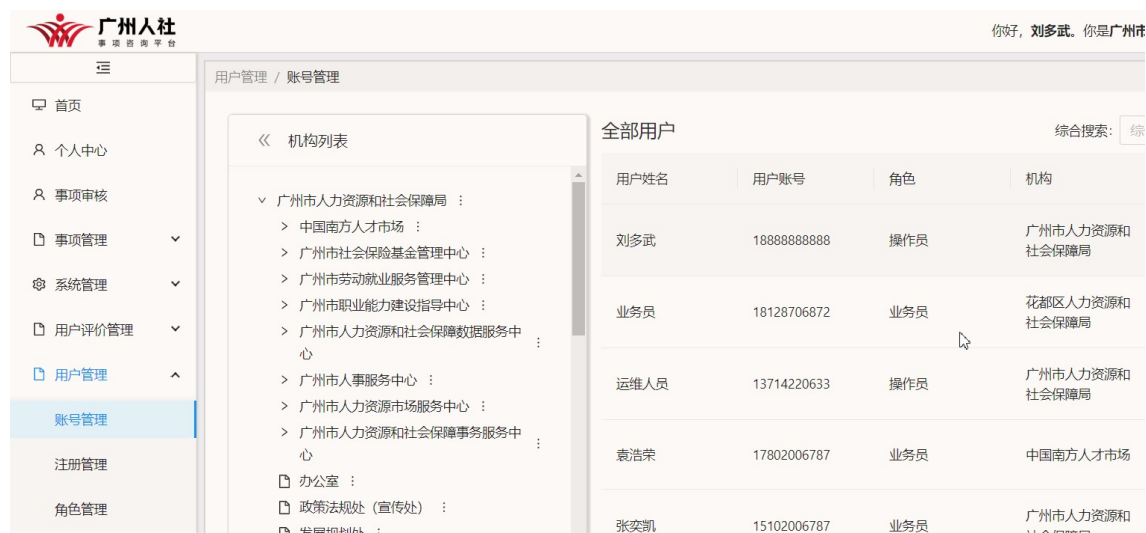 广州人社
事项咨询平台
你好，刘多武。你是广州市
用户管理 / 账号管理
首页
个人中心
事项审核
事项管理
系统管理
用户评价管理
用户管理
账号管理
注册管理
角色管理
机构列表
广州市人力资源和社会保障局
中国南方人才市场
广州市社会保险基金管理中心
广州市劳动就业服务管理中心
广州市职业能力建设指导中心
广州市人力资源和社会保障数据服务中
心
广州市人事服务中心
广州市人力资源市场服务中心
广州市人力资源和社会保障事务服务中
心
办公室
政策法规处（宣传处）
发展规划处
全部用户
综合搜索： 综
用户姓名 用户账号 角色 机构
刘多武 18888888888 操作员 广州市人力资源和
社会保障局
业务员 18128706872 业务员 花都区人力资源和
社会保障局
运维人员 13714220633 操作员 广州市人力资源和
社会保障局
袁浩荣 17802006787 业务员 中国南方人才市场
张奕凯 15102006787 业务员 广州市人力资源和
社会保障局